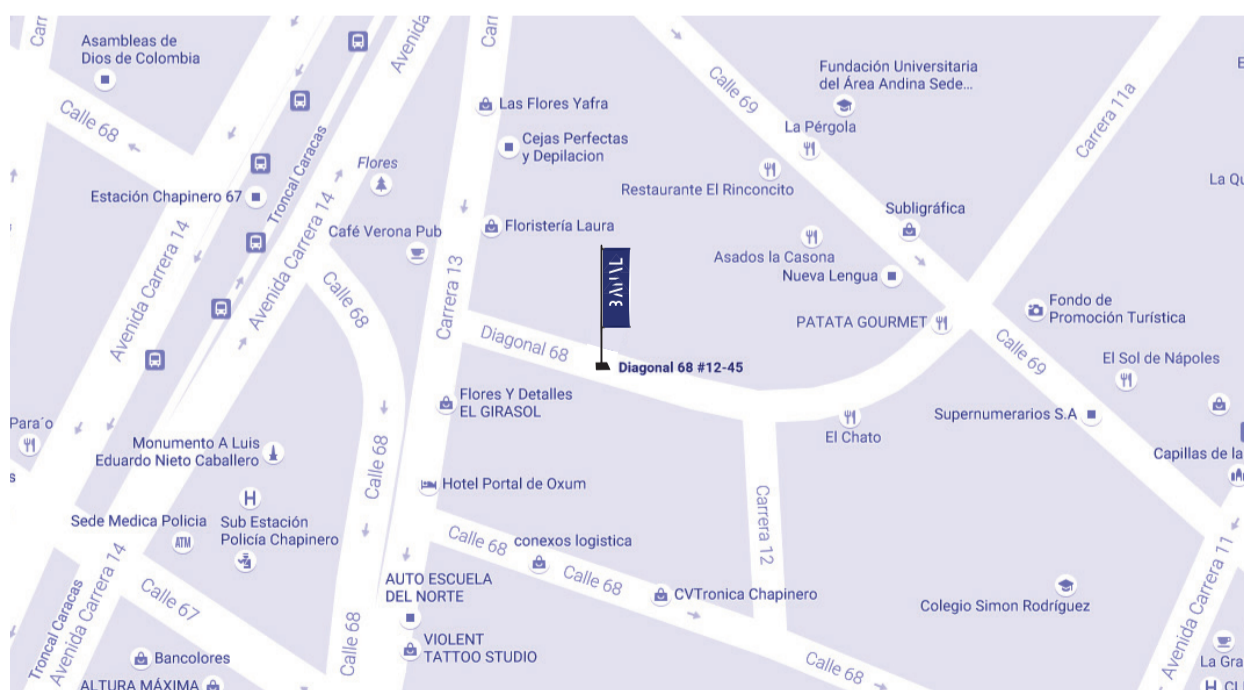 Carr
Asambleas de
Dios de Colombia
Calle 68
Estación Chapinero 67
Avenida Carrera 14
Troncal Caracas
Avenida Carrera 14
Avenida
Flores
Café Verona Pub
Calle 68
Carr
Las Flores Yafra
Cejas Perfectas
y Depilacion
Floristería Laura
Carrera 13
Calle 69
Fundación Universitaria
del Área Andina Sede...
La Pérgola
Restaurante El Rinconcito
Subligráfica
Asados la Casona
Nueva Lengua
PATATA GOURMET
Carrera 11a
La Qu
E
Fondo de
Promoción Turística
El Sol de Nápoles
Calle 69
Supernumerarios S.A
Capillas de la
Diagonal 68
Diagonal 68 #12-45
El Chato
Flores Y Detalles
EL GIRASOL
Para´o
s
Monumento A Luis
Eduardo Nieto Caballero
H
Sede Medica Policia
ATM
Sub Estación
Policía Chapinero
Calle 68
Hotel Portal de Oxum
Calle 68
conexos logistica
Calle 68
Carrera 12
CVTronica Chapinero
Colegio Simon Rodríguez
Carrera 11
AUTO ESCUELA
DEL NORTE
VIOLENT
TATTOO STUDIO
Calle 68
Calle 67
Troncal Caracas
Avenida Carrera 14
Bancolores
ALTURA MÁXIMA
Calle 68
La Gra
H CLI